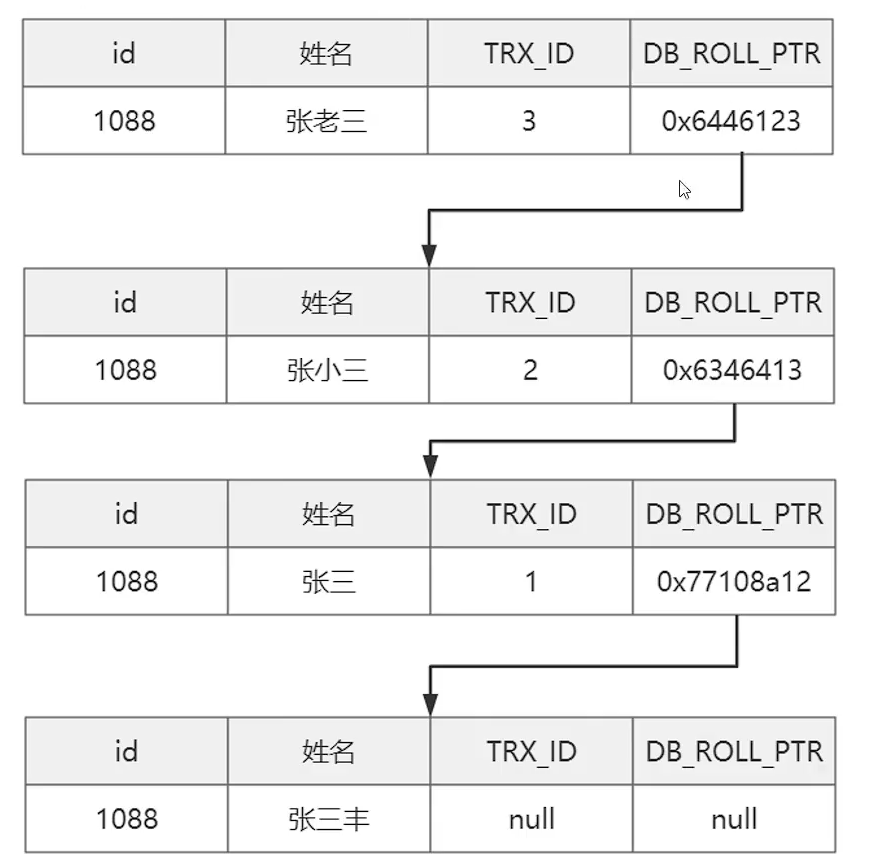 id 姓名 TRX_ID DB_ROLL_PTR
1088 张老三 3 0x6446123
id 姓名 TRX_ID DB_ROLL_PTR
1088 张小三 2 0x6346413
id 姓名 TRX_ID DB_ROLL_PTR
1088 张三 1 0x77108a12
id 姓名 TRX_ID DB_ROLL_PTR
1088 张三丰 null null